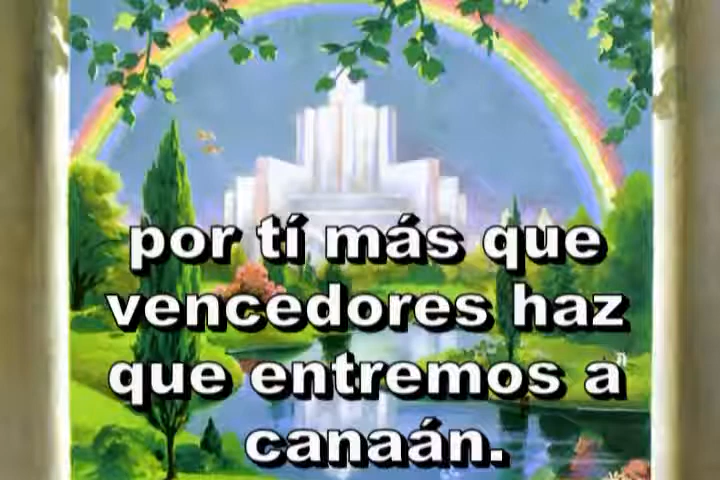 por tí más que
vencedores haz
que entremos a
canaán.